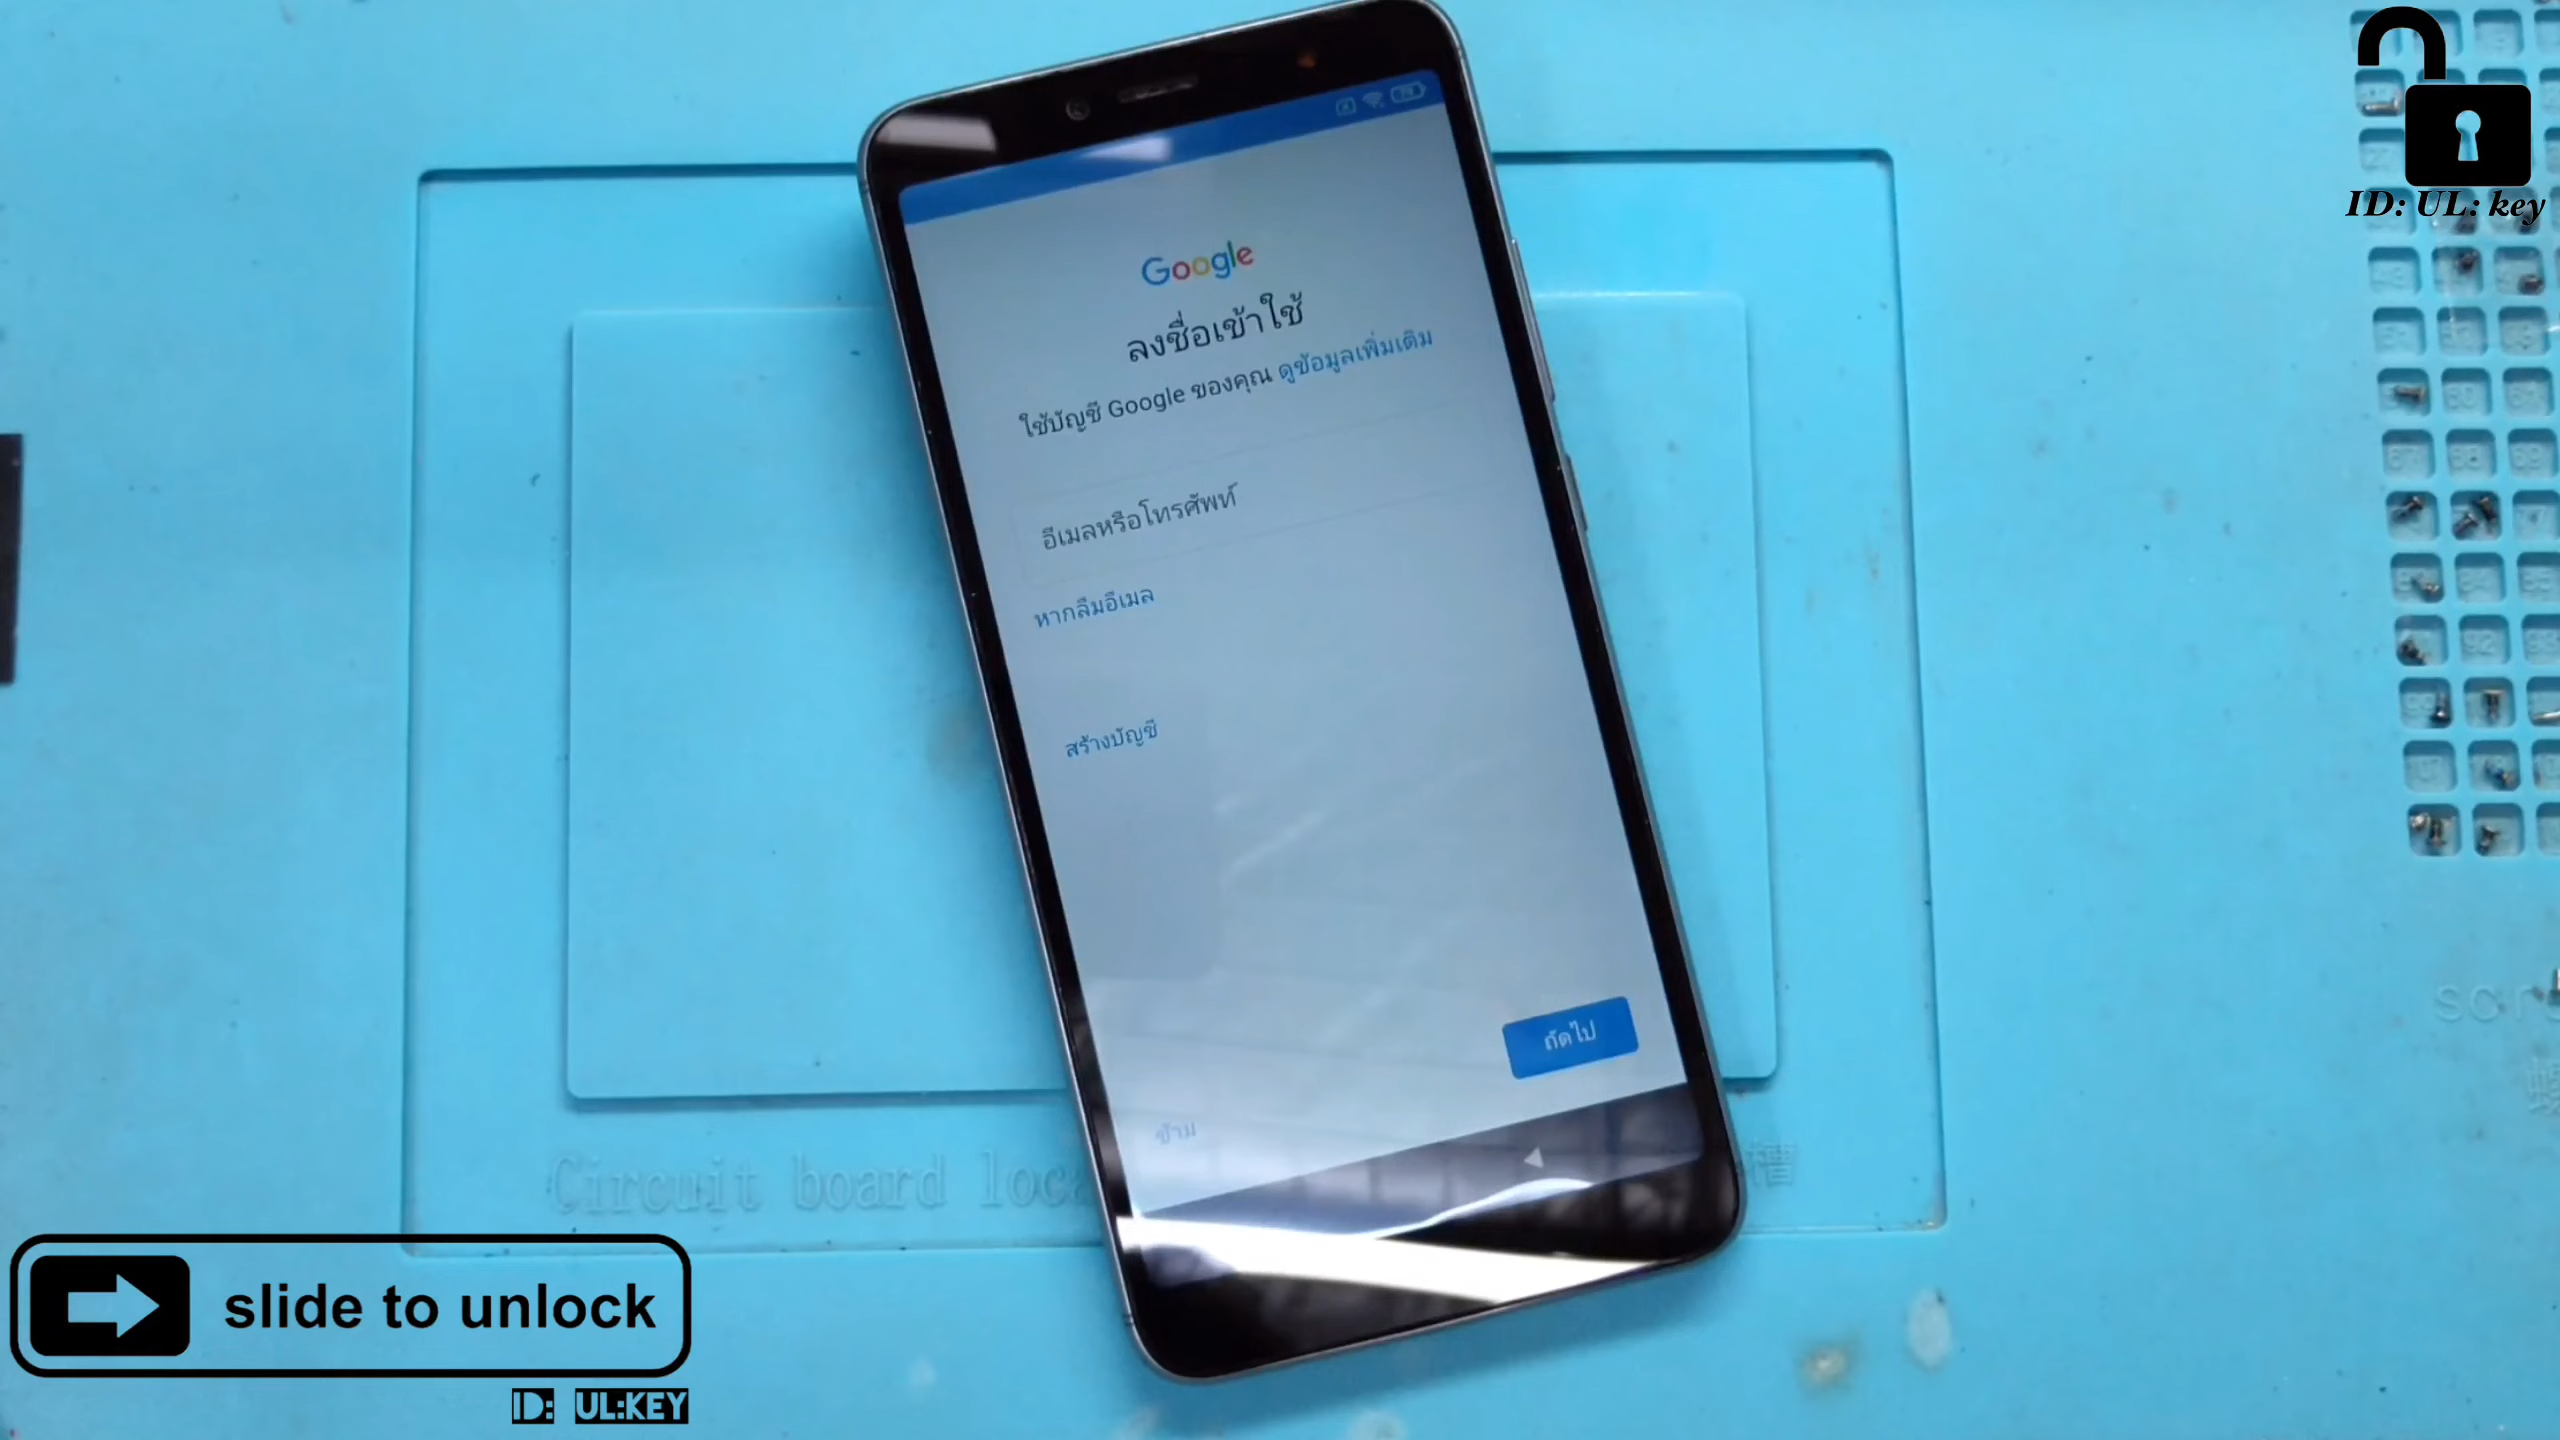 ID: UL: key
Google
ลงชื่อเข้าใช้
ใช้บัญชี Google ของคุณ ดูข้อมูลเพิ่มเติม
อีเมลหรือโทรศัพท์
หากลืมอีเมล
สร้างบัญชี
ถัดไป
ข้าม
Circuit board
槽
slide to unlock
ID: UL:KEY